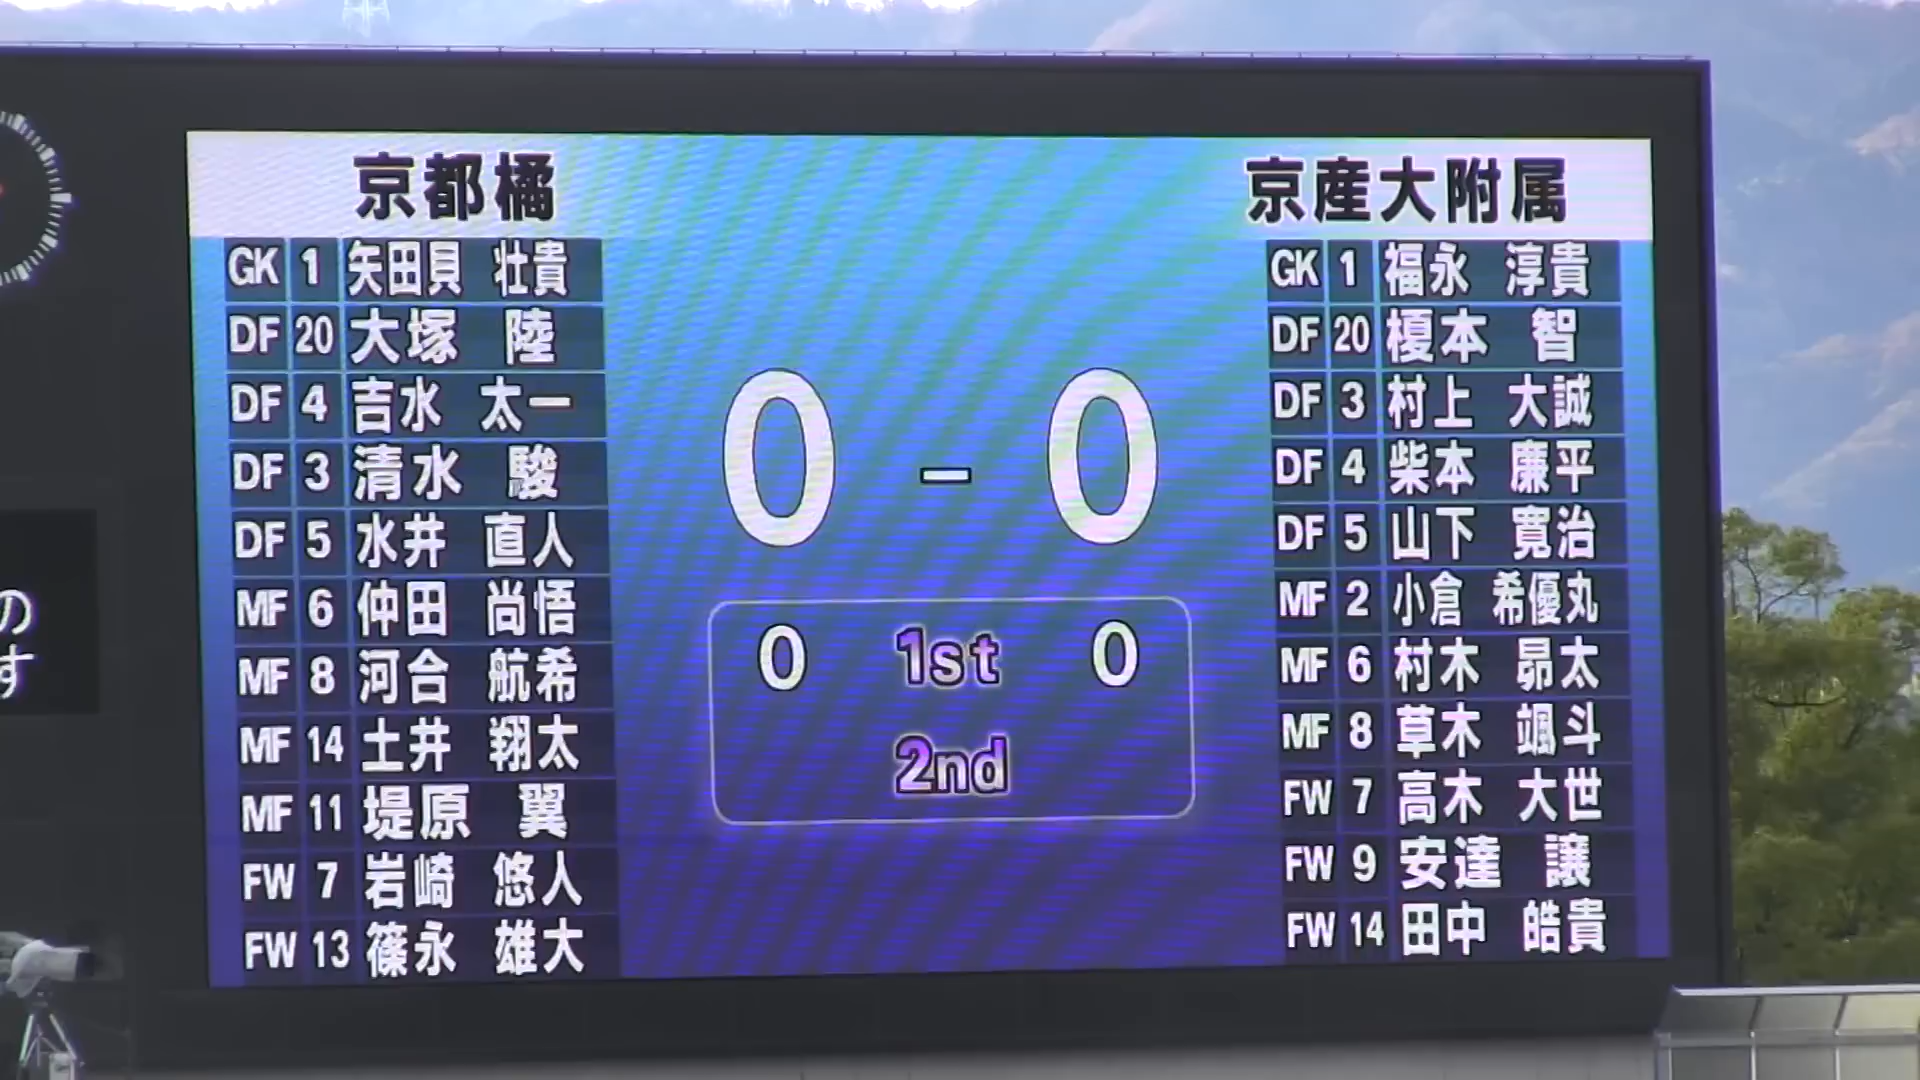 京都橘
GK 1 矢田貝 壮貴
DF 20 大塚 陸
DF 4 吉水 太一
DF 3 清水 駿
DF 5 水井 直人
MF 6 仲田 尚悟
MF 8 河合 航希
MF 14 土井 翔太
MF 11 堤原 翼
FW 7 岩崎 悠人
FW 13 篠永 雄大
0 - 0
0 1st 0
2nd
京産大附属
GK 1 福永 淳貴
DF 20 榎本 智
DF 3 村上 大誠
DF 4 柴本 廉平
DF 5 山下 寛治
MF 2 小倉 希優丸
MF 6 村木 昴太
MF 8 草木 颯斗
FW 7 高木 大世
FW 9 安達 譲
FW 14 田中 皓貴
の
す